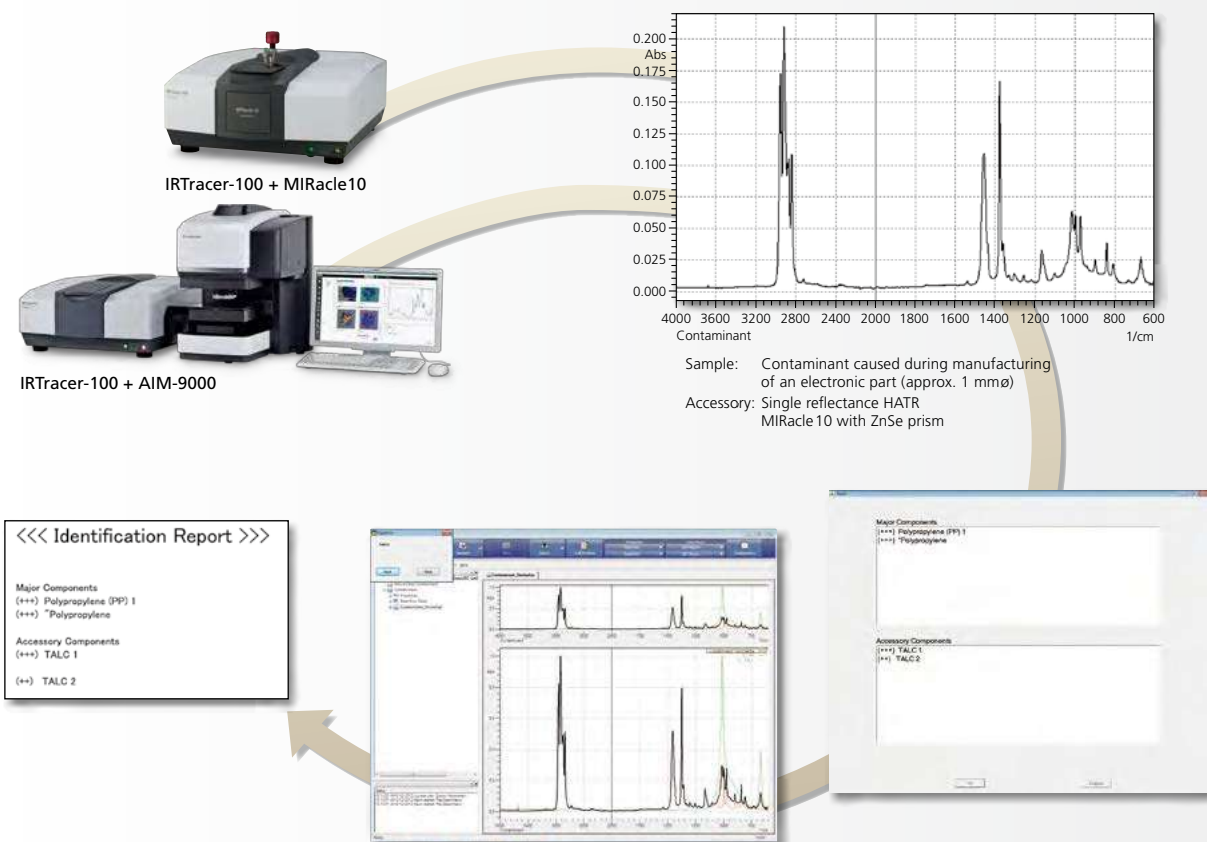 IRTracer-100 + MIRacle10
IRTracer-100 + AIM-9000
0.200
Abs
0.175
0.150
0.125
0.100
0.075
0.050
0.025
0.000
4000 3600 3200 2800 2400 2000 1800 1600 1400 1200 1000 800 600
Contaminant 1/cm
Sample: Contaminant caused during manufacturing
of an electronic part (approx. 1 mmø)
Accessory: Single reflectance HATR
MIRacle10 with ZnSe prism
Major Components
(+++) Polypropylene (PP) 1
(+++) "Polypropylene
Accessory Components
(+++) TALC 1
(++) TALC 2
<<< Identification Report >>>
Major Components
(+++) Polypropylene (PP) 1
(+++) "Polypropylene
Accessory Components
(+++) TALC 1
(++) TALC 2